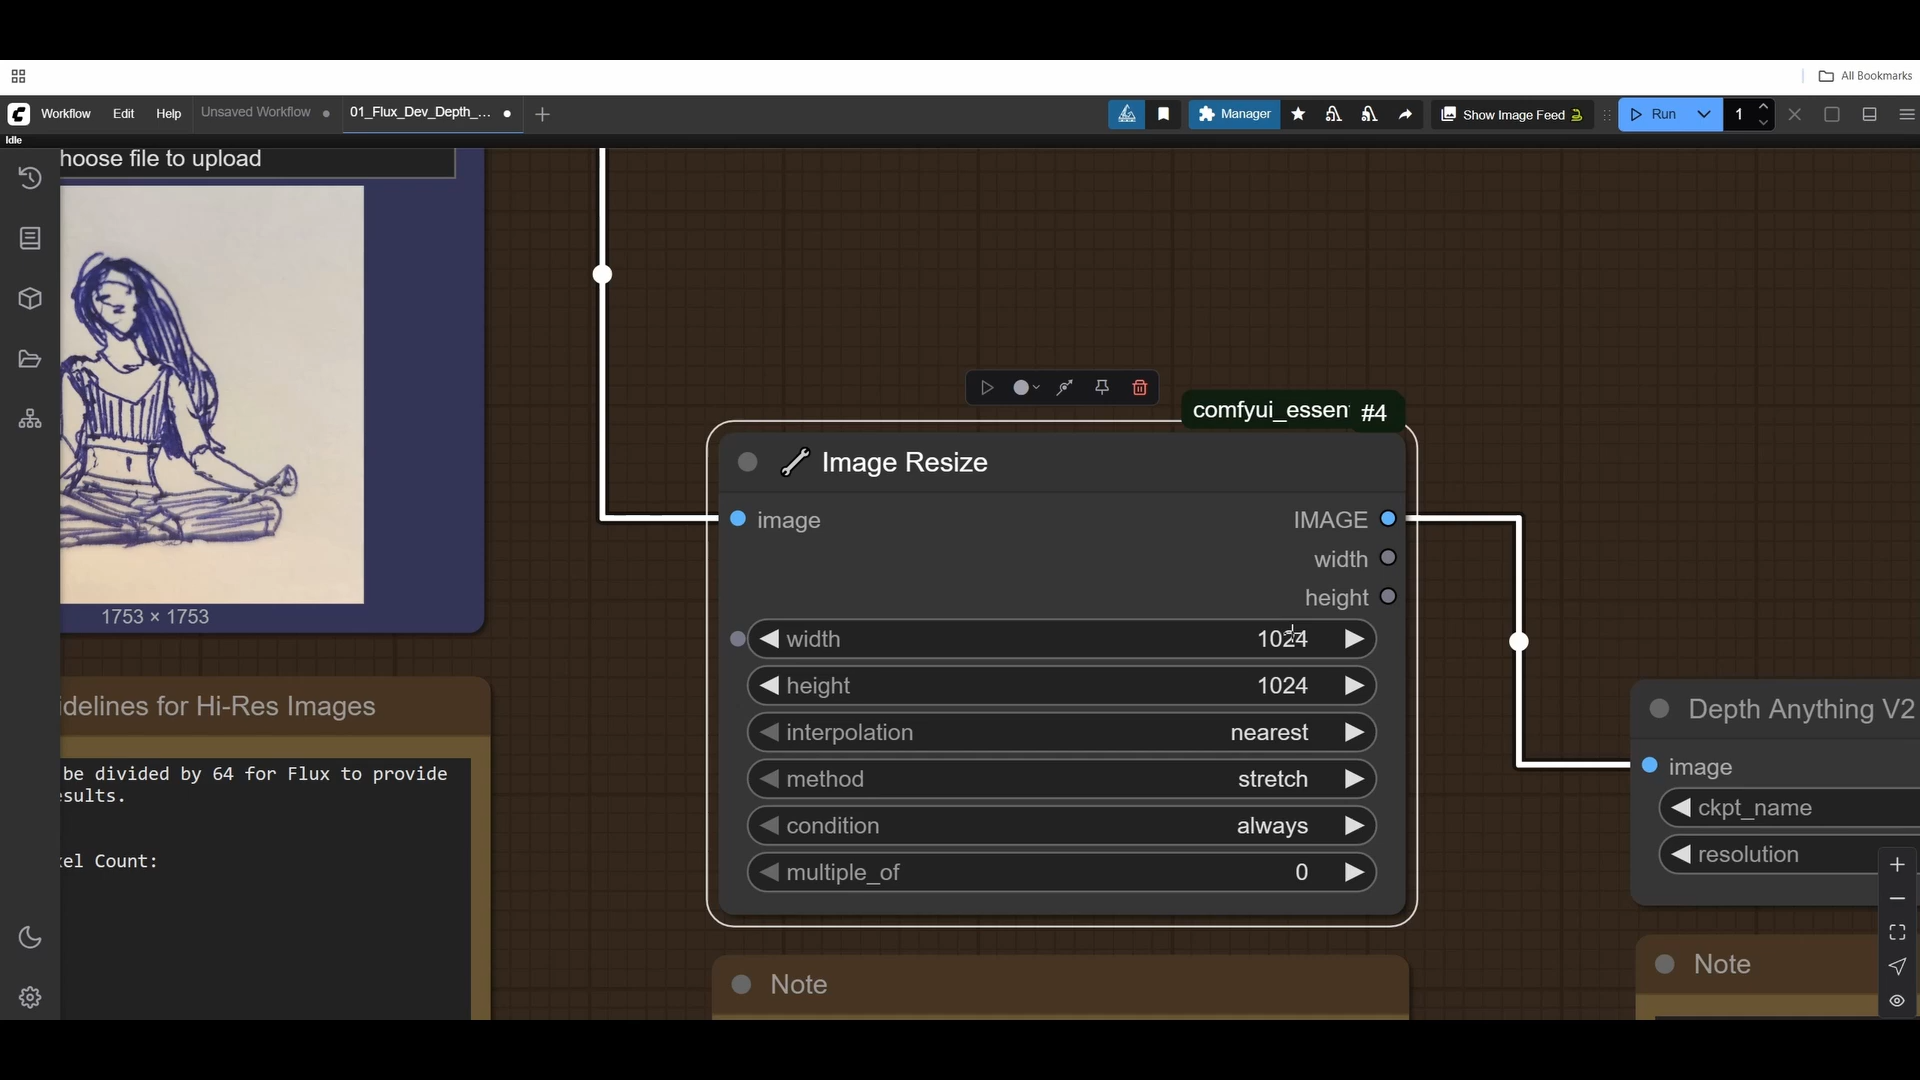 All Bookmarks
Workflow Edit Help Unsaved Workflow 01_Flux_Dev_Depth_... Manager Show Image Feed Run 1
Idle
hoose file to upload
1753 × 1753
idelines for Hi-Res Images
be divided by 64 for Flux to provide
esults.
el Count:
comfyui_essen #4
Image Resize
image IMAGE
width
height
width 1024
height 1024
interpolation nearest
method stretch
condition always
multiple_of 0
Note
Depth Anything V2
image
ckpt_name
resolution
Note